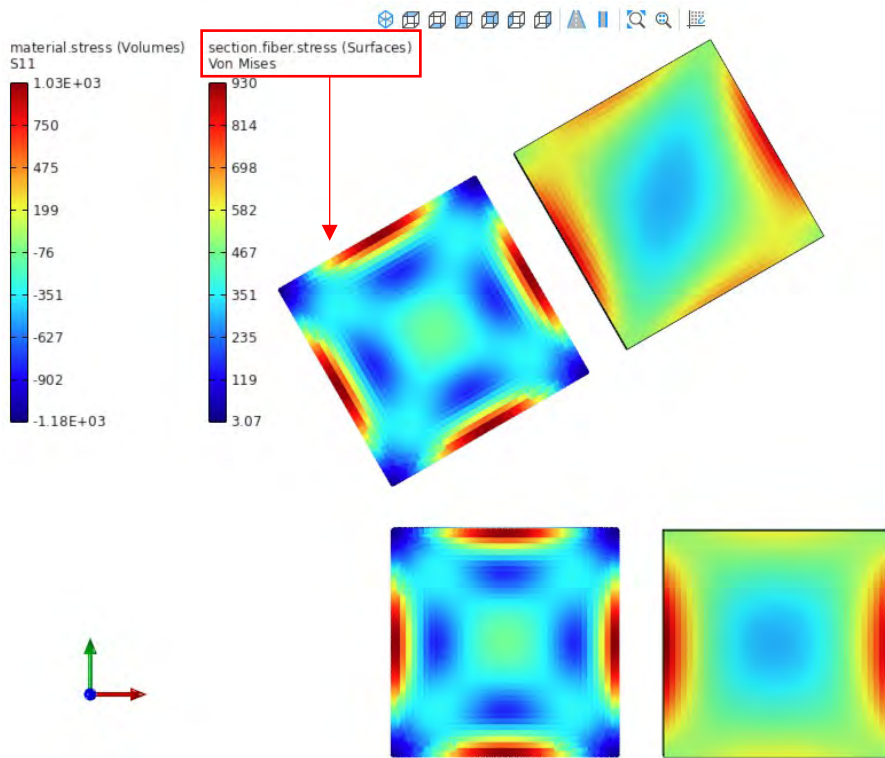 material.stress (Volumes)
S11
1.03E+03
750
475
199
-76
-351
-627
-902
-1.18E+03
section.fiber.stress (Surfaces)
Von Mises
930
814
698
582
467
351
235
119
3.07